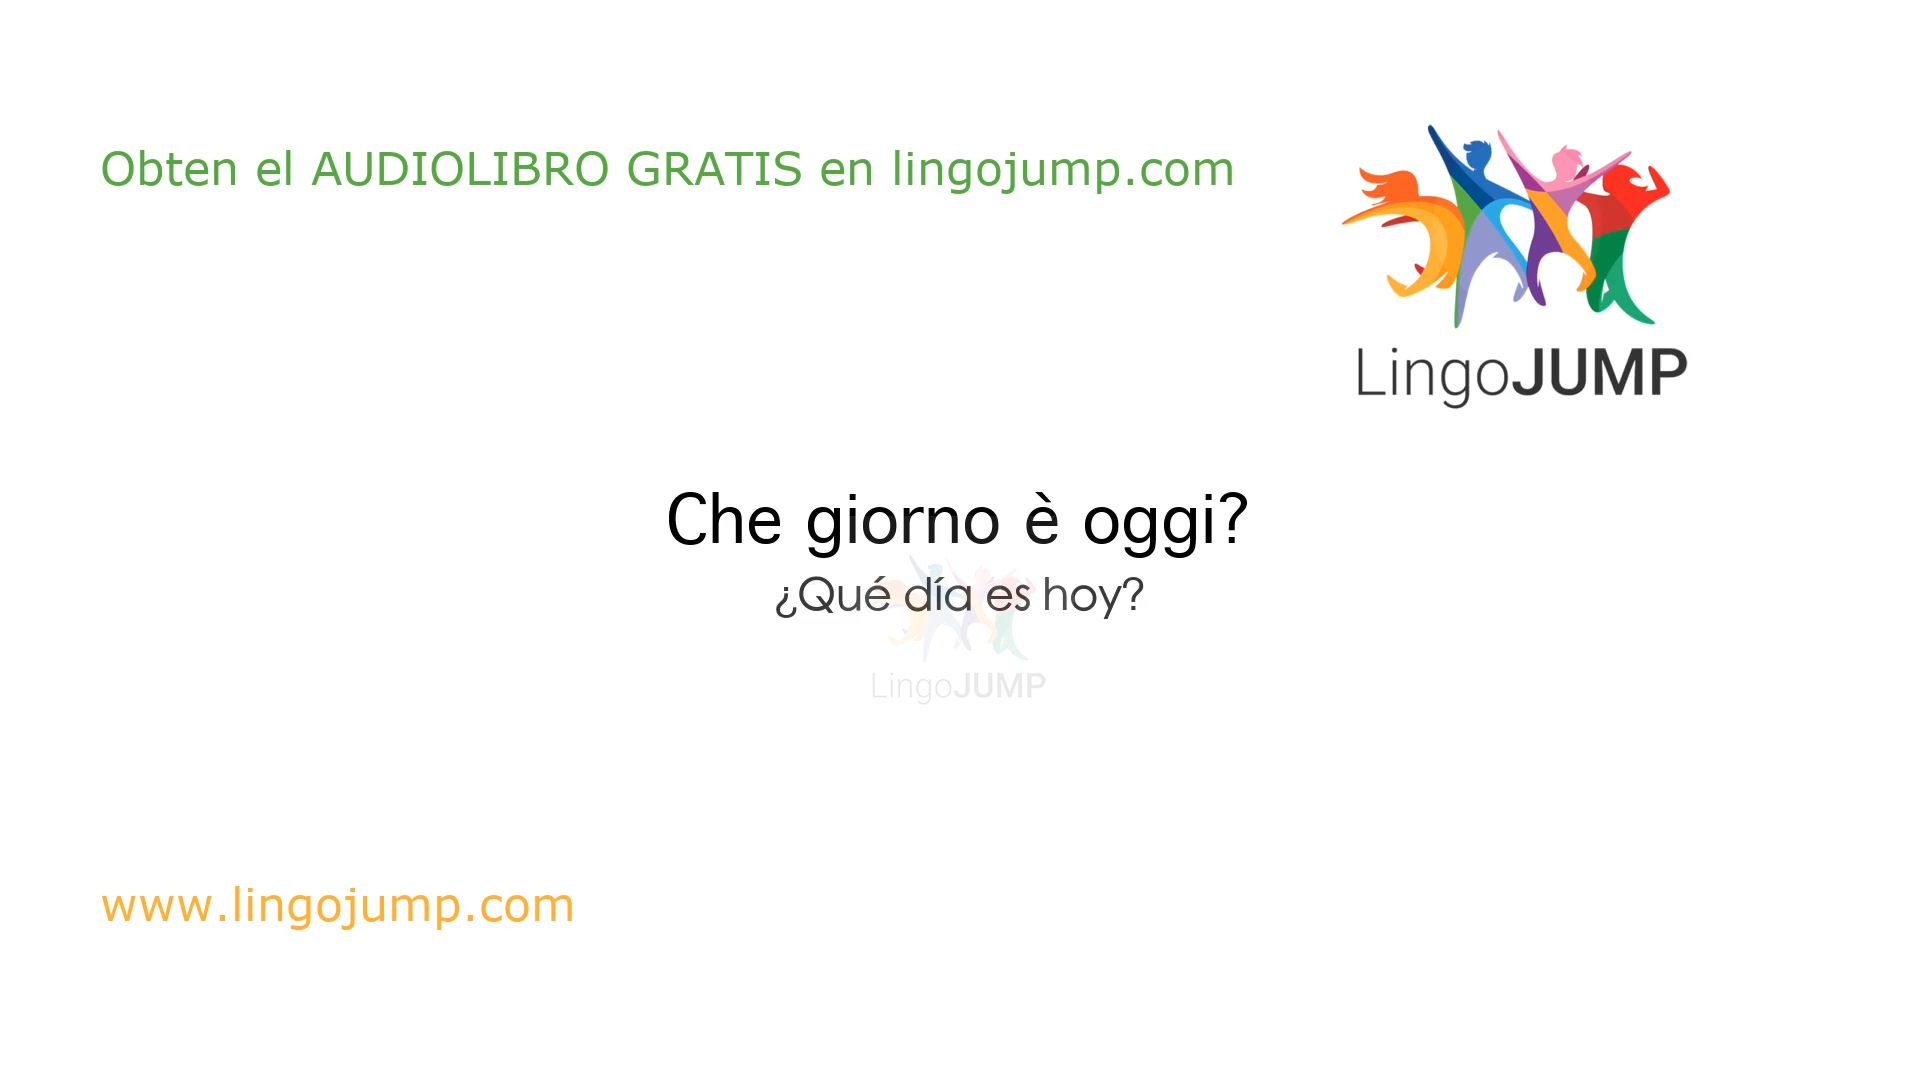 Obten el AUDIOLIBRO GRATIS en lingojump.com
LingoJUMP
Che giorno è oggi?
¿Qué día es hoy?
LingoJUMP
www.lingojump.com